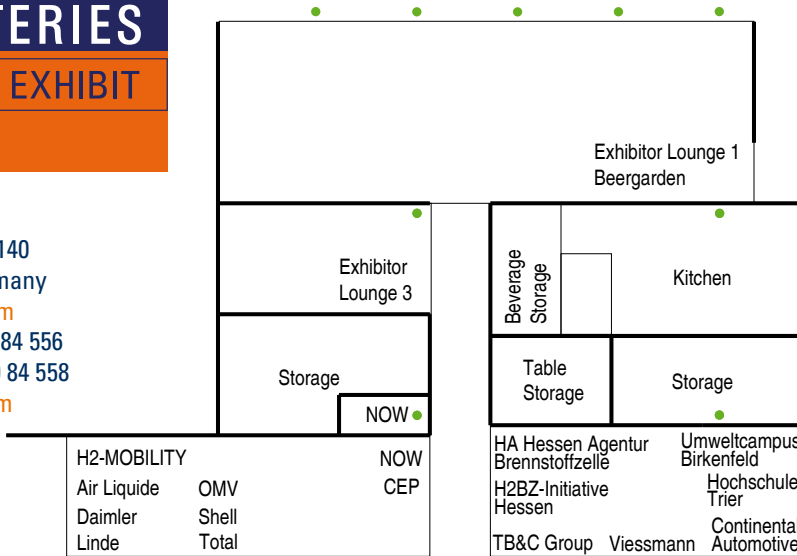 TERIES
EXHIBIT
140
many
m
84 556
84 558
m
Exhibitor Lounge 1
Beergarden
Exhibitor
Lounge 3
Beverage
Storage
Kitchen
Storage
Table
Storage
Storage
NOW
H2-MOBILITY
Air Liquide OMV
Daimler Shell
Linde Total
NOW
CEP
HA Hessen Agentur
Brennstoffzelle
H2BZ-Initiative
Hessen
TB&C Group Viessmann
Umweltcampus
Birkenfeld
Hochschule
Trier
Continental
Automotive